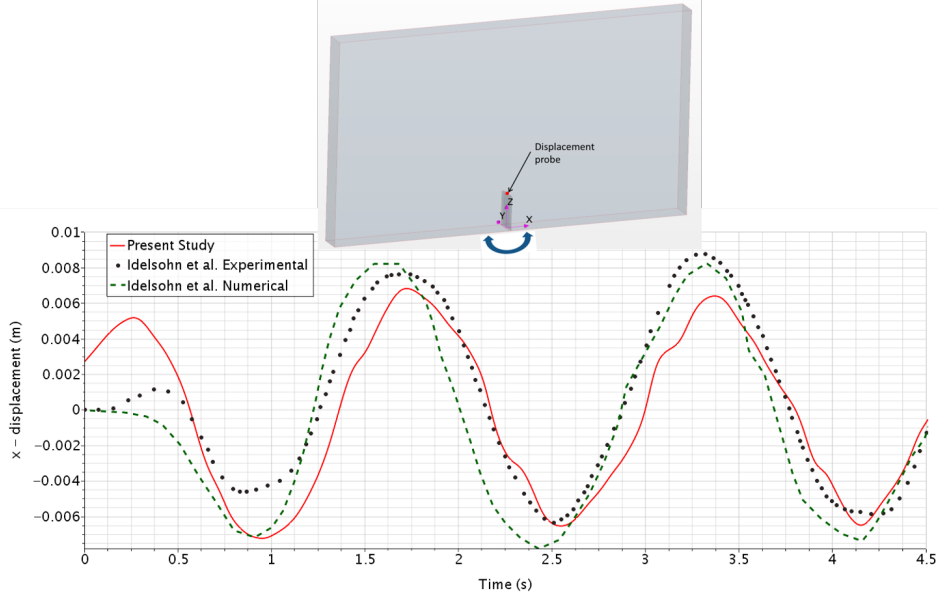 Displacement
probe
Z
Y
X
Present Study
Idelsohn et al. Experimental
Idelsohn et al. Numerical
0.01
0.008
0.006
0.004
0.002
0
−0.002
−0.004
−0.006
x − displacement (m)
0 0.5 1 1.5 2 2.5 3 3.5 4 4.5
Time (s)